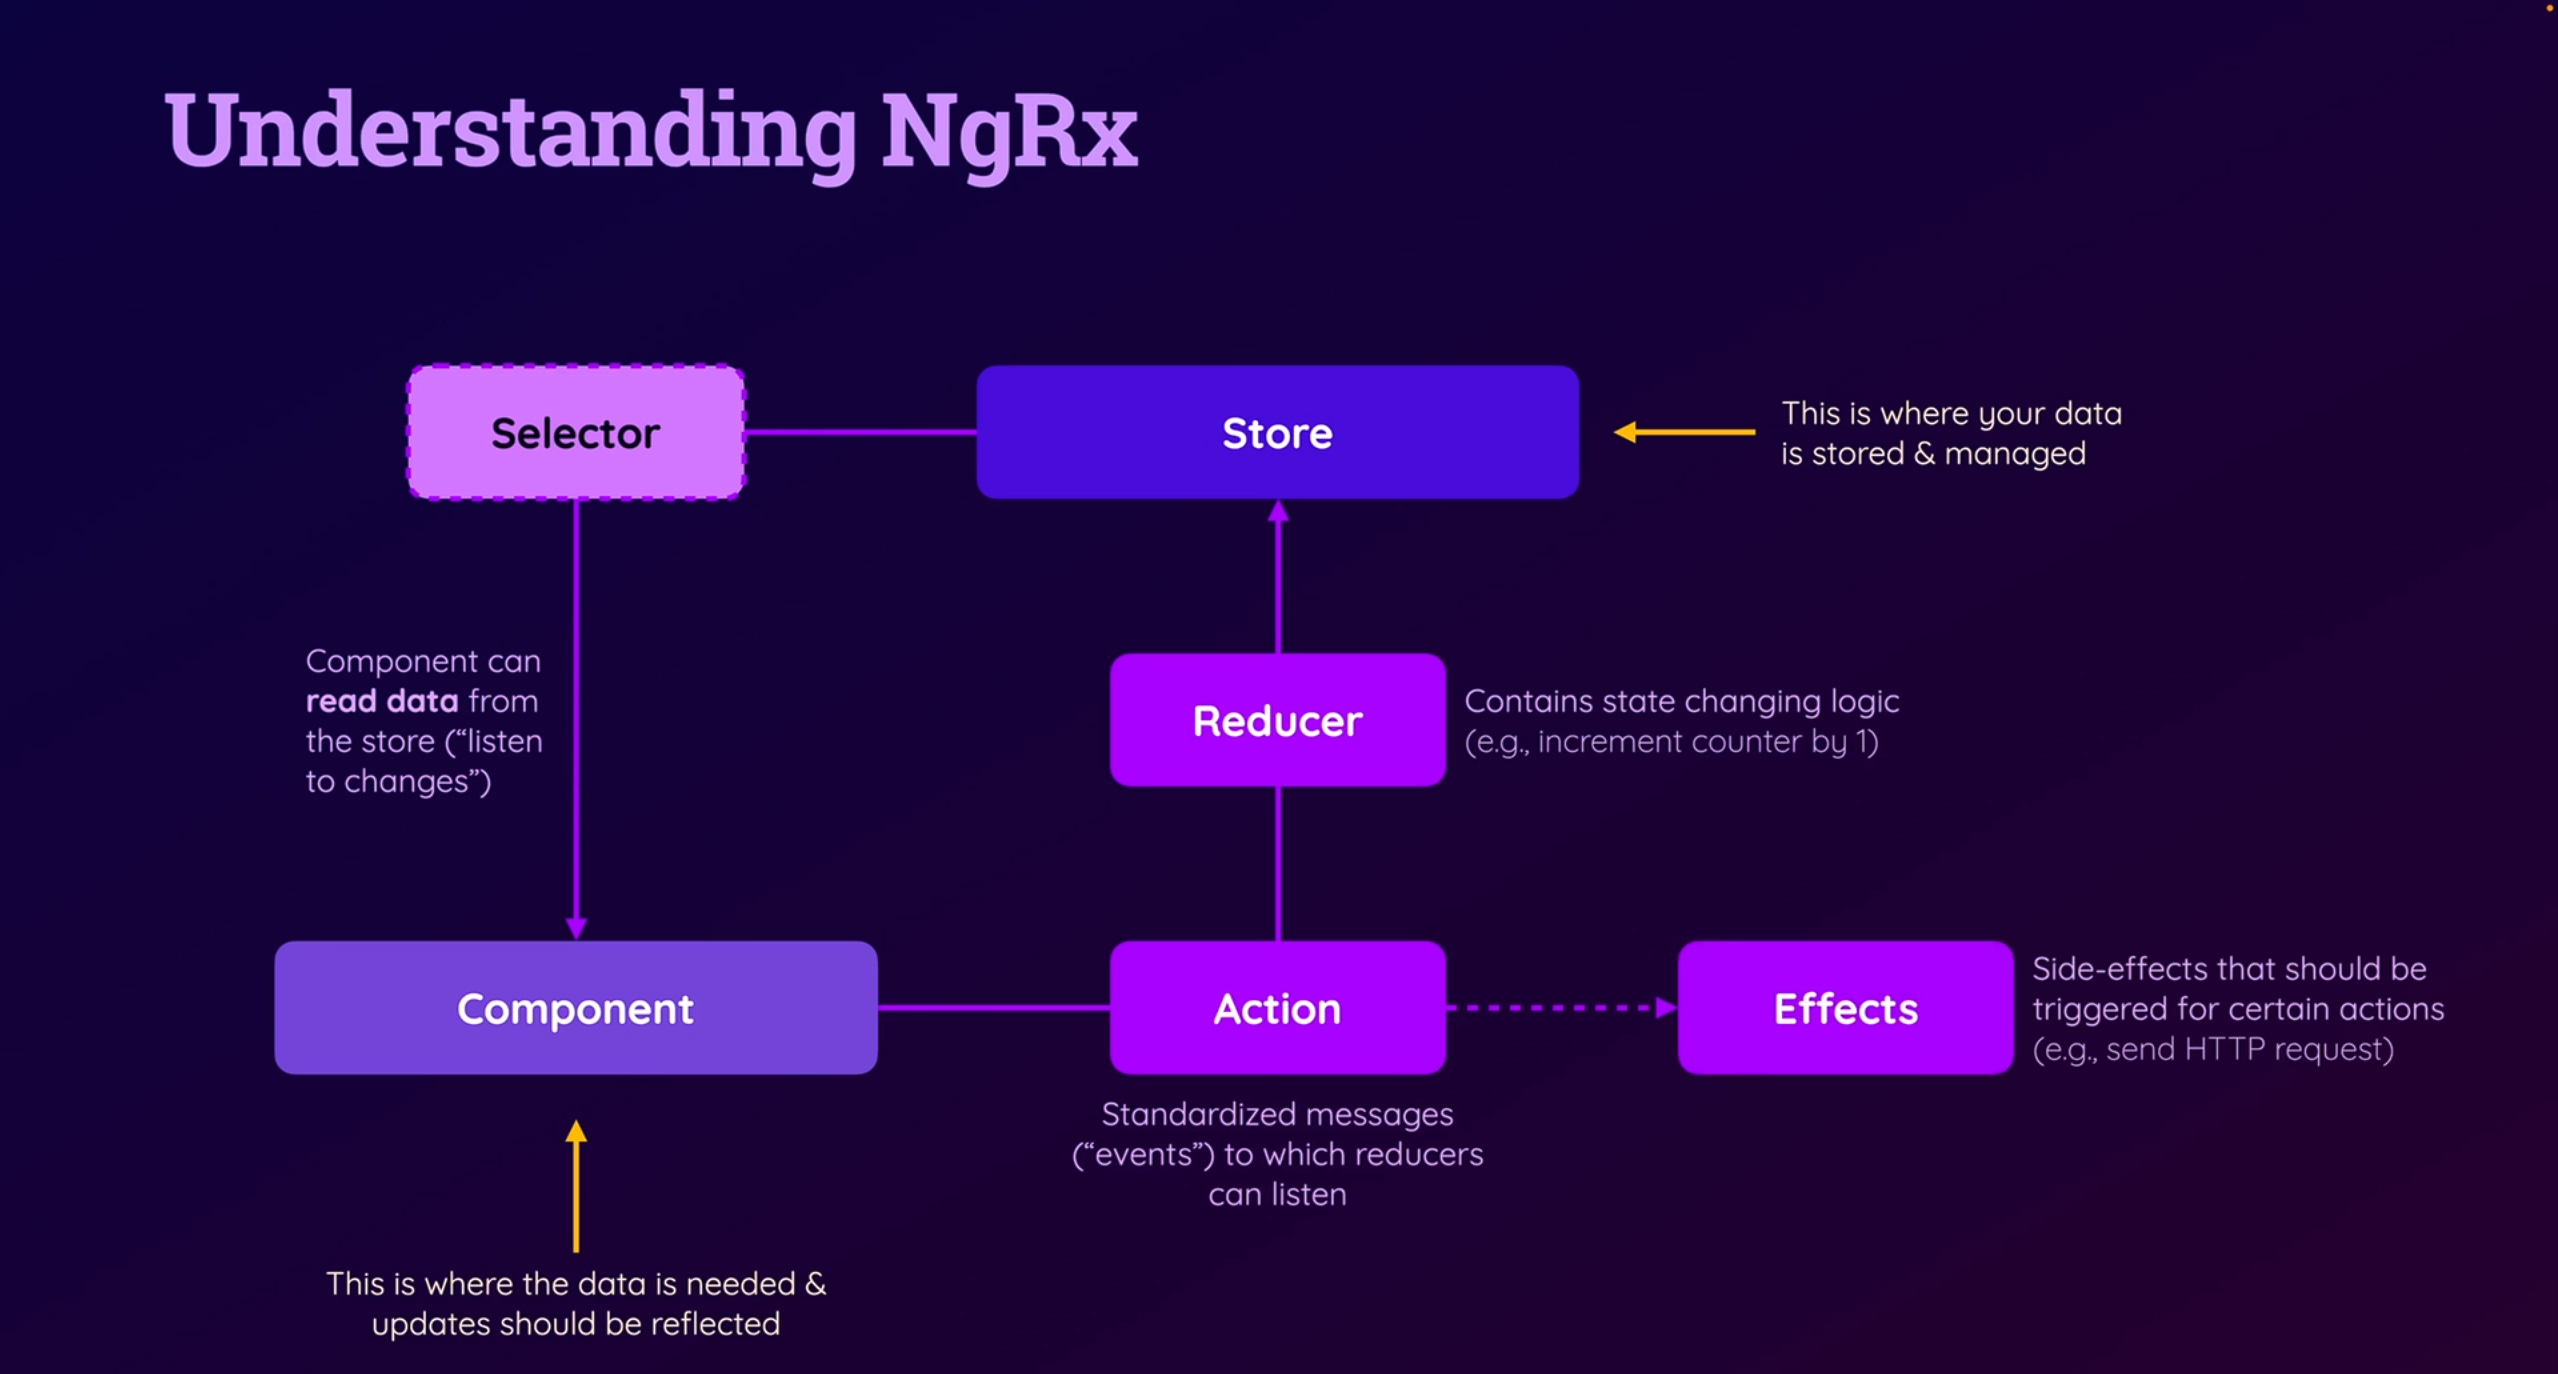 Understanding NgRx
Selector
Store
This is where your data
is stored & managed
Component can
read data from
the store (“listen
to changes”)
Reducer
Contains state changing logic
(e.g., increment counter by 1)
Component
Action
Effects
Side-effects that should be
triggered for certain actions
(e.g., send HTTP request)
Standardized messages
(“events”) to which reducers
can listen
This is where the data is needed &
updates should be reflected